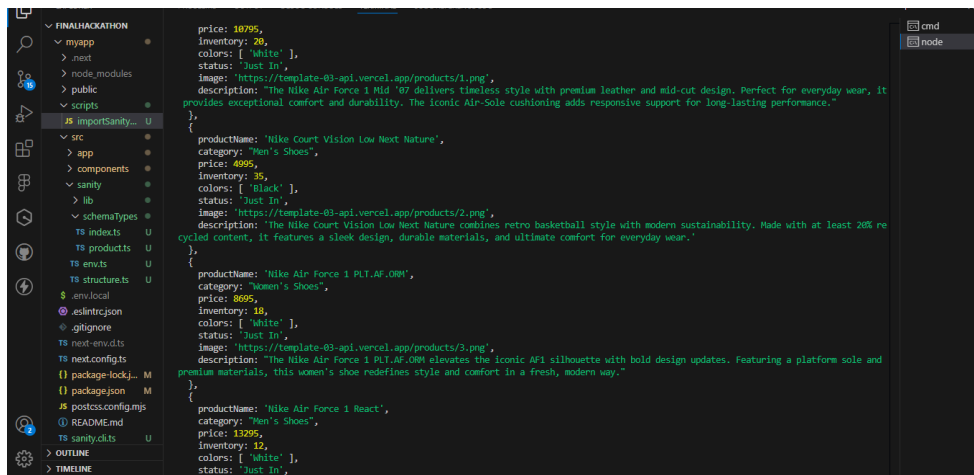 FINALHACKATHON
myapp
.next
node_modules
public
scripts
JS importSanity... U
src
app
components
sanity
lib
schemaTypes
TS index.ts U
TS product.ts U
TS env.ts U
TS structure.ts U
$ .env.local
.eslintrc.json
.gitignore
TS next-env.d.ts
TS next.config.ts
{} package-lock.j... M
{} package.json M
JS postcss.config.mjs
README.md
TS sanity.cli.ts U
OUTLINE
TIMELINE
15
2
price: 10795,
inventory: 20,
colors: [ 'White' ],
status: 'Just In',
image: 'https://template-03-api.vercel.app/products/1.png',
description: "The Nike Air Force 1 Mid '07 delivers timeless style with premium leather and mid-cut design. Perfect for everyday wear, it
provides exceptional comfort and durability. The iconic Air-Sole cushioning adds responsive support for long-lasting performance."
},
{
productName: 'Nike Court Vision Low Next Nature',
category: "Men's Shoes",
price: 4995,
inventory: 35,
colors: [ 'Black' ],
status: 'Just In',
image: 'https://template-03-api.vercel.app/products/2.png',
description: 'The Nike Court Vision Low Next Nature combines retro basketball style with modern sustainability. Made with at least 20% re
cycled content, it features a sleek design, durable materials, and ultimate comfort for everyday wear.'
},
{
productName: 'Nike Air Force 1 PLT.AF.ORM',
category: "Women's Shoes",
price: 8695,
inventory: 18,
colors: [ 'White' ],
status: 'Just In',
image: 'https://template-03-api.vercel.app/products/3.png',
description: "The Nike Air Force 1 PLT.AF.ORM elevates the iconic AF1 silhouette with bold design updates. Featuring a platform sole and
premium materials, this women's shoe redefines style and comfort in a fresh, modern way."
},
{
productName: 'Nike Air Force 1 React',
category: "Men's Shoes",
price: 13295,
inventory: 12,
colors: [ 'White' ],
status: 'Just In',
cmd
node